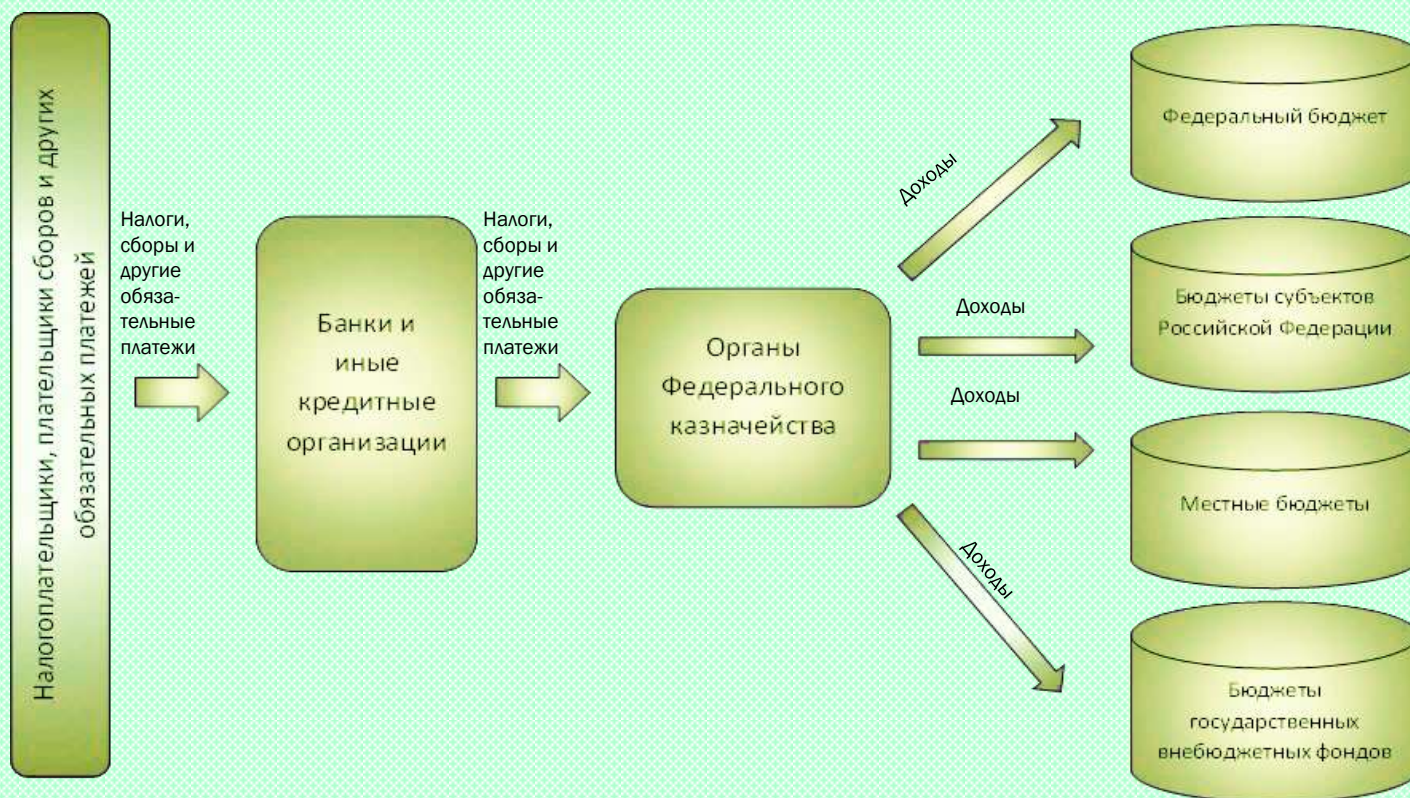 Налогоплательщики, плательщики сборов и других
обязательных платежей
Налоги,
сборы и
другие
обяза-
тельные
платежи
Банки и
иные
кредитные
организации
Налоги,
сборы и
другие
обяза-
тельные
платежи
Органы
Федерального
казначейства
Доходы
Доходы
Доходы
Доходы
Федеральный бюджет
Бюджеты субъектов
Российской Федерации
Местные бюджеты
Бюджеты
государственных
внебюджетных фондов